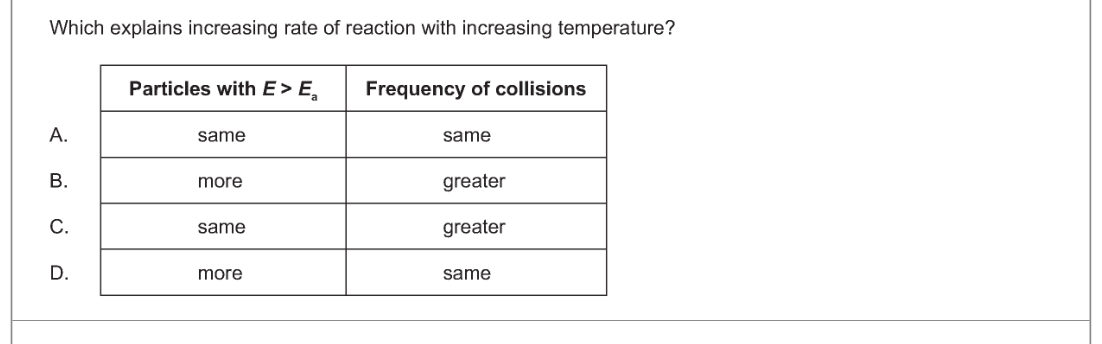 Which explains increasing rate of reaction with increasing temperature?
Particles with E > Ea Frequency of collisions
A. same same
B. more greater
C. same greater
D. more same